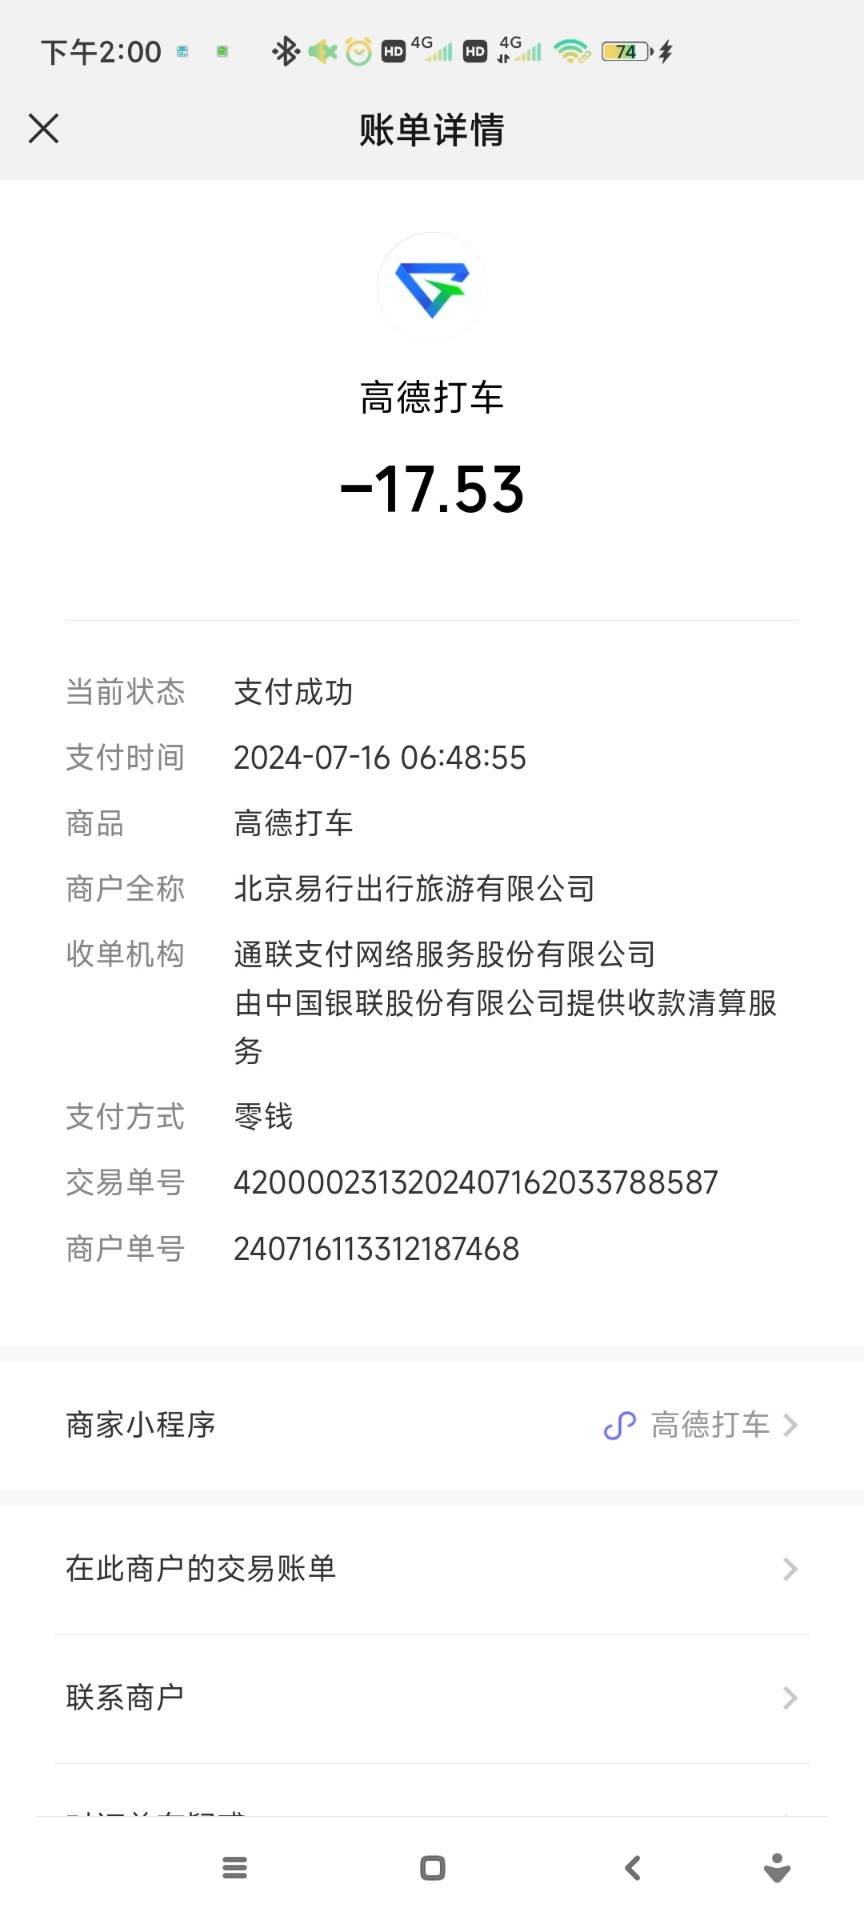 下午2:00
HD 4G HD 4G 74
账单详情
高德打车
-17.53
当前状态 支付成功
支付时间 2024-07-16 06:48:55
商品 高德打车
商户全称 北京易行出行旅游有限公司
收单机构 通联支付网络服务股份有限公司
由中国银联股份有限公司提供收款清算服
务
支付方式 零钱
交易单号 4200002313202407162033788587
商户单号 240716113312187468
商家小程序 高德打车
在此商户的交易账单
联系商户